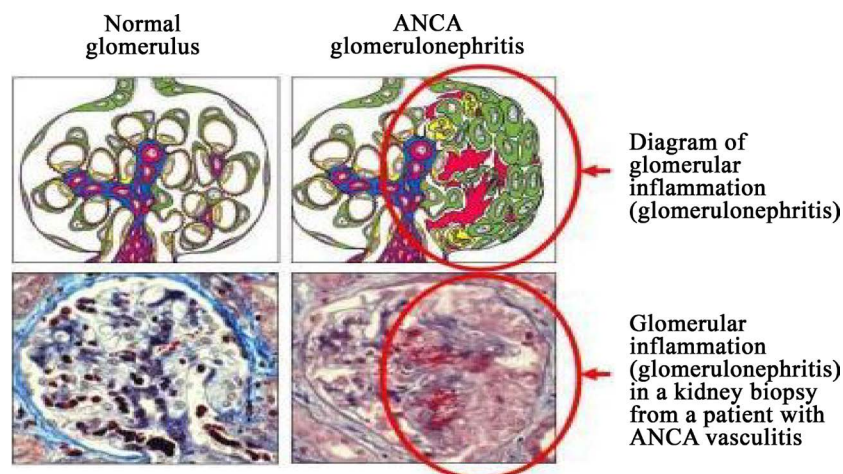 Normal
glomerulus
ANCA
glomerulonephritis
Diagram of
glomerular
inflammation
(glomerulonephritis)
Glomerular
inflammation
(glomerulonephritis)
in a kidney biopsy
from a patient with
ANCA vasculitis